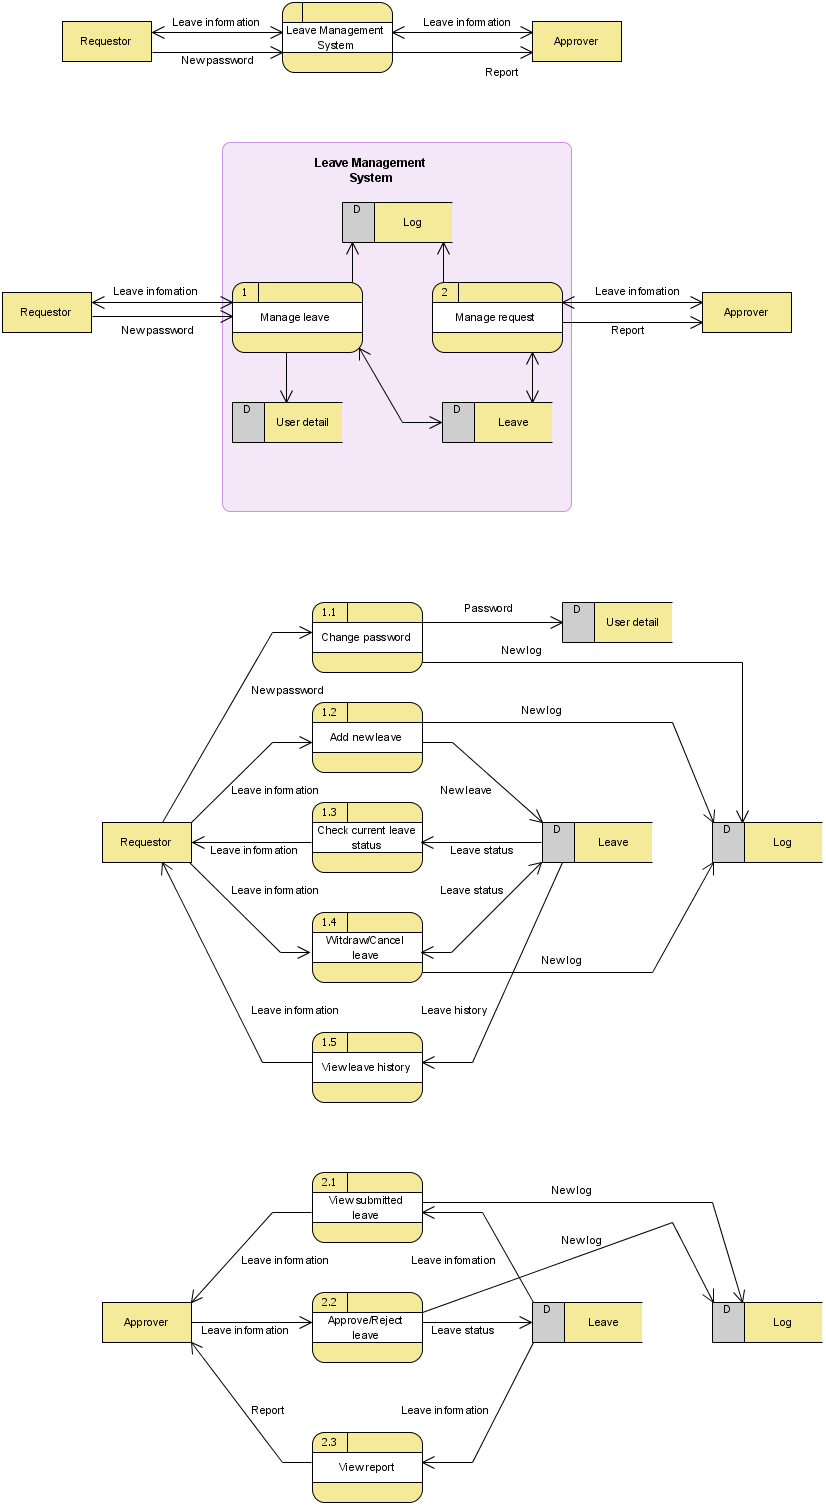 Leave information
Leave information
Requestor
Leave Management
System
Approver
New password
Report
Leave Management
System
D
Log
Leave infomation
1
2
Leave infomation
Requestor
Manage leave
Manage request
Approver
New password
Report
D
User detail
D
Leave
1.1
Password
D
User detail
Change password
New log
New password
1.2
New log
Add new leave
Leave information
New leave
1.3
D
D
Check current leave
status
Requestor
Leave information
Leave status
Leave
Log
Leave information
Leave status
1.4
Witdraw/Cancel
leave
New log
Leave information
Leave history
1.5
View leave history
2.1
New log
View submitted
leave
New log
Leave infomation
Leave infomation
2.2
D
D
Approver
Approve/Reject
leave
Leave information
Leave status
Leave
Log
Report
Leave information
2.3
View report